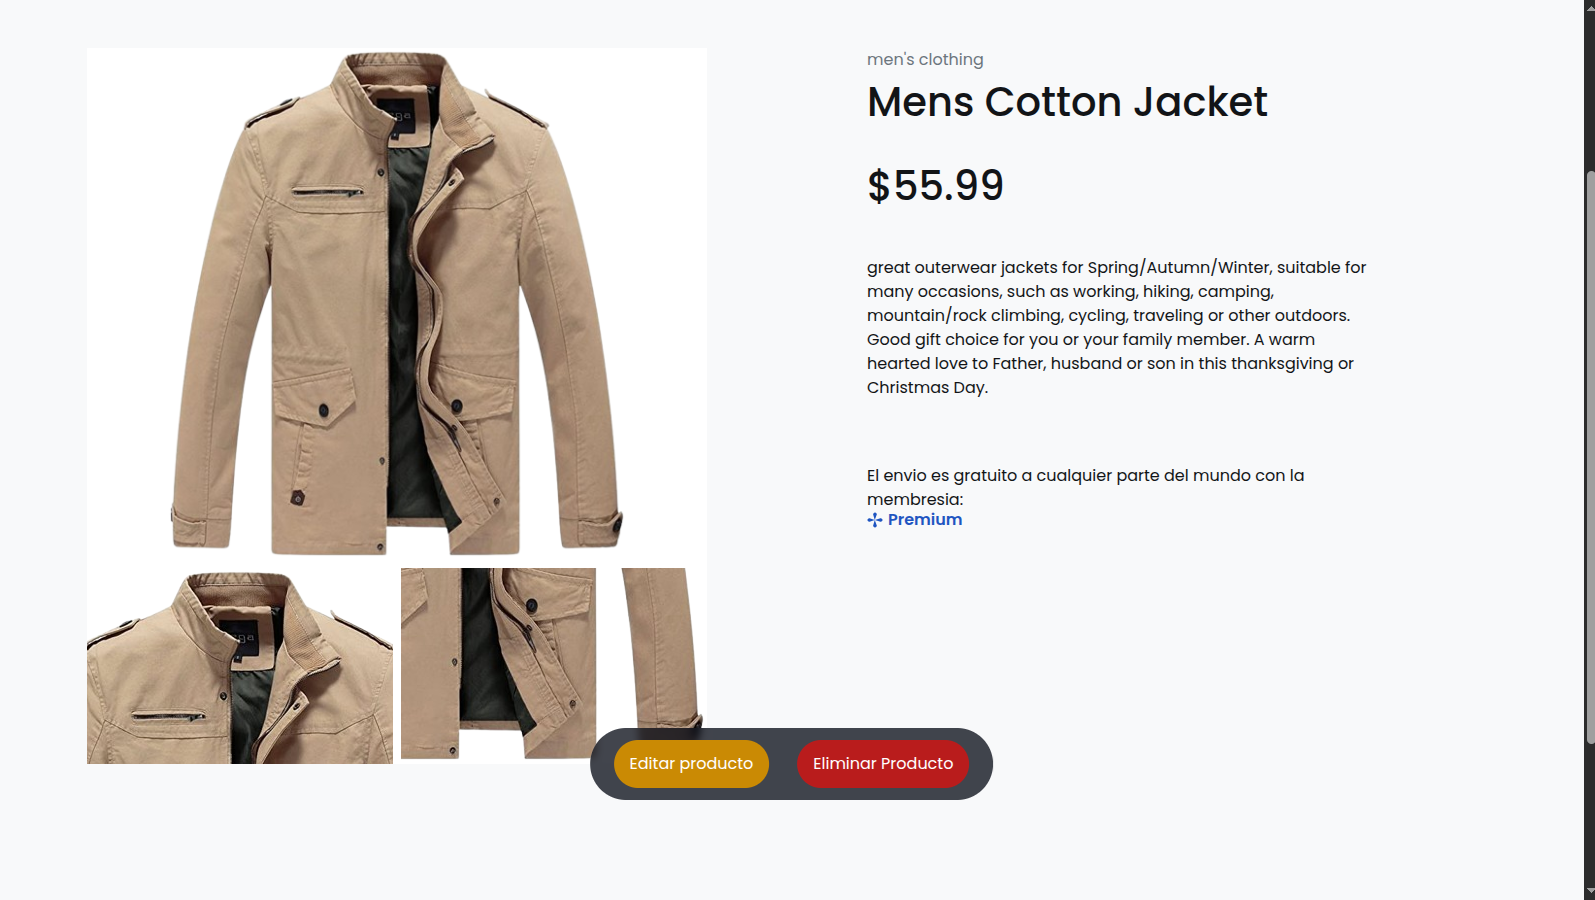 men's clothing
Mens Cotton Jacket
$55.99
great outerwear jackets for Spring/Autumn/Winter, suitable for
many occasions, such as working, hiking, camping,
mountain/rock climbing, cycling, traveling or other outdoors.
Good gift choice for you or your family member. A warm
hearted love to Father, husband or son in this thanksgiving or
Christmas Day.
El envio es gratuito a cualquier parte del mundo con la
membresia:
Premium
Editar producto
Eliminar Producto